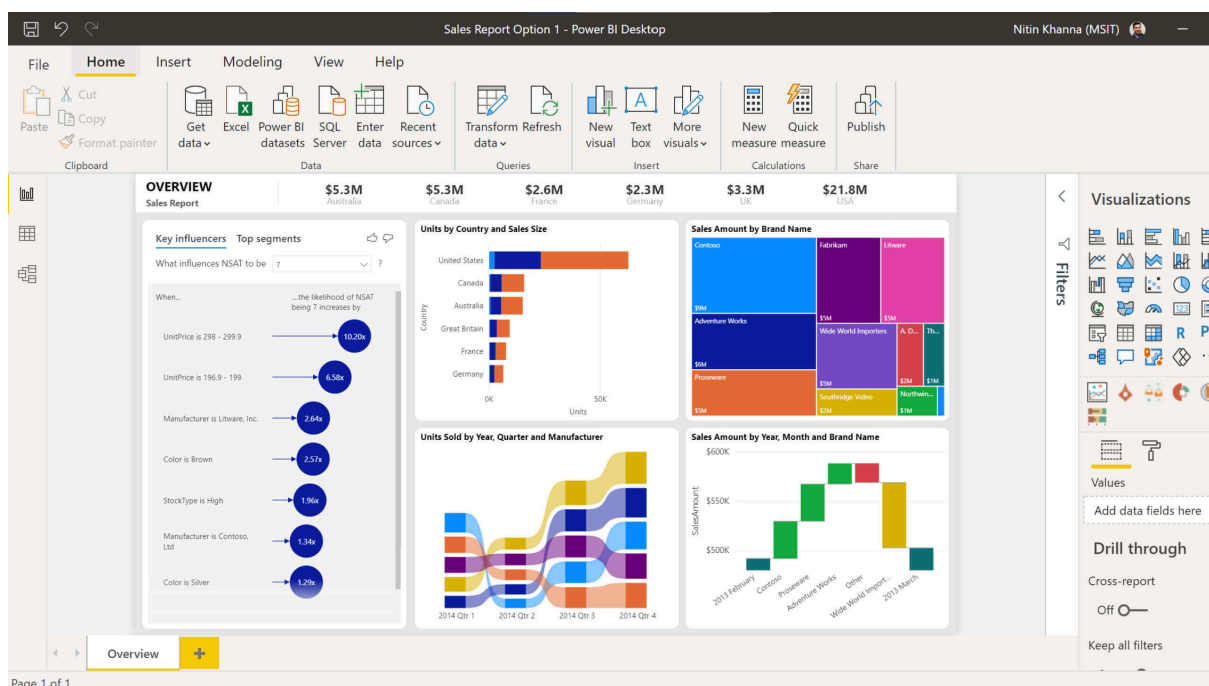 Sales Report Option 1 - Power BI Desktop
Nitin Khanna (MSIT)
File Home Insert Modeling View Help
Paste
Cut
Copy
Format painter
Clipboard
Get data
Excel
Power BI datasets
SQL Server
Enter data
Recent sources
Data
Transform data
Refresh
Queries
New visual
Text box
More visuals
Insert
New measure
Quick measure
Calculations
Publish
Share
OVERVIEW
Sales Report
$5.3M
Australia
$5.3M
Canada
$2.6M
France
$2.3M
Germany
$3.3M
UK
$21.8M
USA
Key influencers Top segments
What influences NSAT to be 7 ?
When...
...the likelihood of NSAT
being 7 increases by
UnitPrice is 298 - 299.9 10.20x
UnitPrice is 196.9 - 199 6.58x
Manufacturer is Litware, Inc. 2.64x
Color is Brown 2.57x
StockType is High 1.96x
Manufacturer is Contoso,
Ltd
1.34x
Color is Silver 1.29x
Units by Country and Sales Size
Country
United States
Canada
Australia
Great Britain
France
Germany
0K 50K
Units
Sales Amount by Brand Name
Contoso
$9M
Adventure Works
$6M
Proseware
$5M
Fabrikam
$5M
Litware
$5M
Wide World Importers
$5M
A. D...
$2M
Th...
$1M
Southridge Video
$2M
Northwin...
$1M
Units Sold by Year, Quarter and Manufacturer
2014 Qtr 1 2014 Qtr 2 2014 Qtr 3 2014 Qtr 4
Sales Amount by Year, Month and Brand Name
SalesAmount
$600K
$550K
$500K
2013 February
Contoso
Proseware
Adventure Works
Other
Wide World Import...
2013 March
Filters
Visualizations
123
R
Values
Add data fields here
Drill through
Cross-report
Off
Keep all filters
Overview
Page 1 of 1